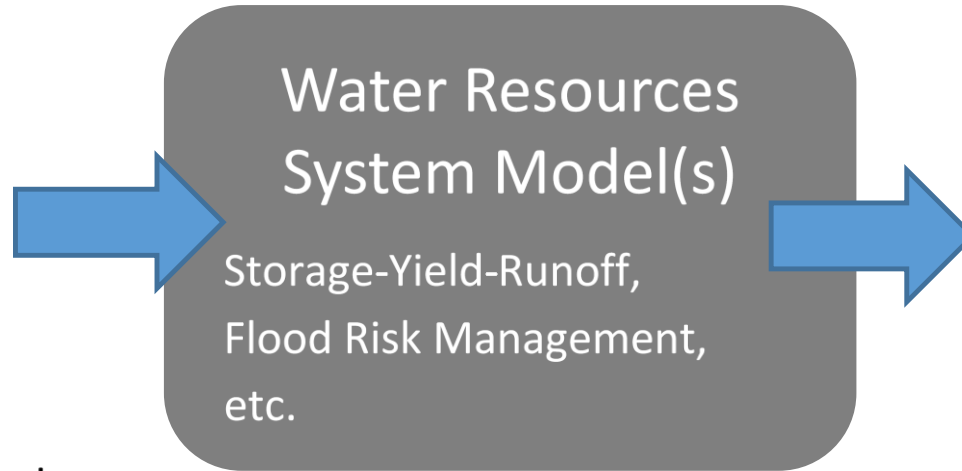 Water Resources
System Model(s)
Storage-Yield-Runoff,
Flood Risk Management,
etc.